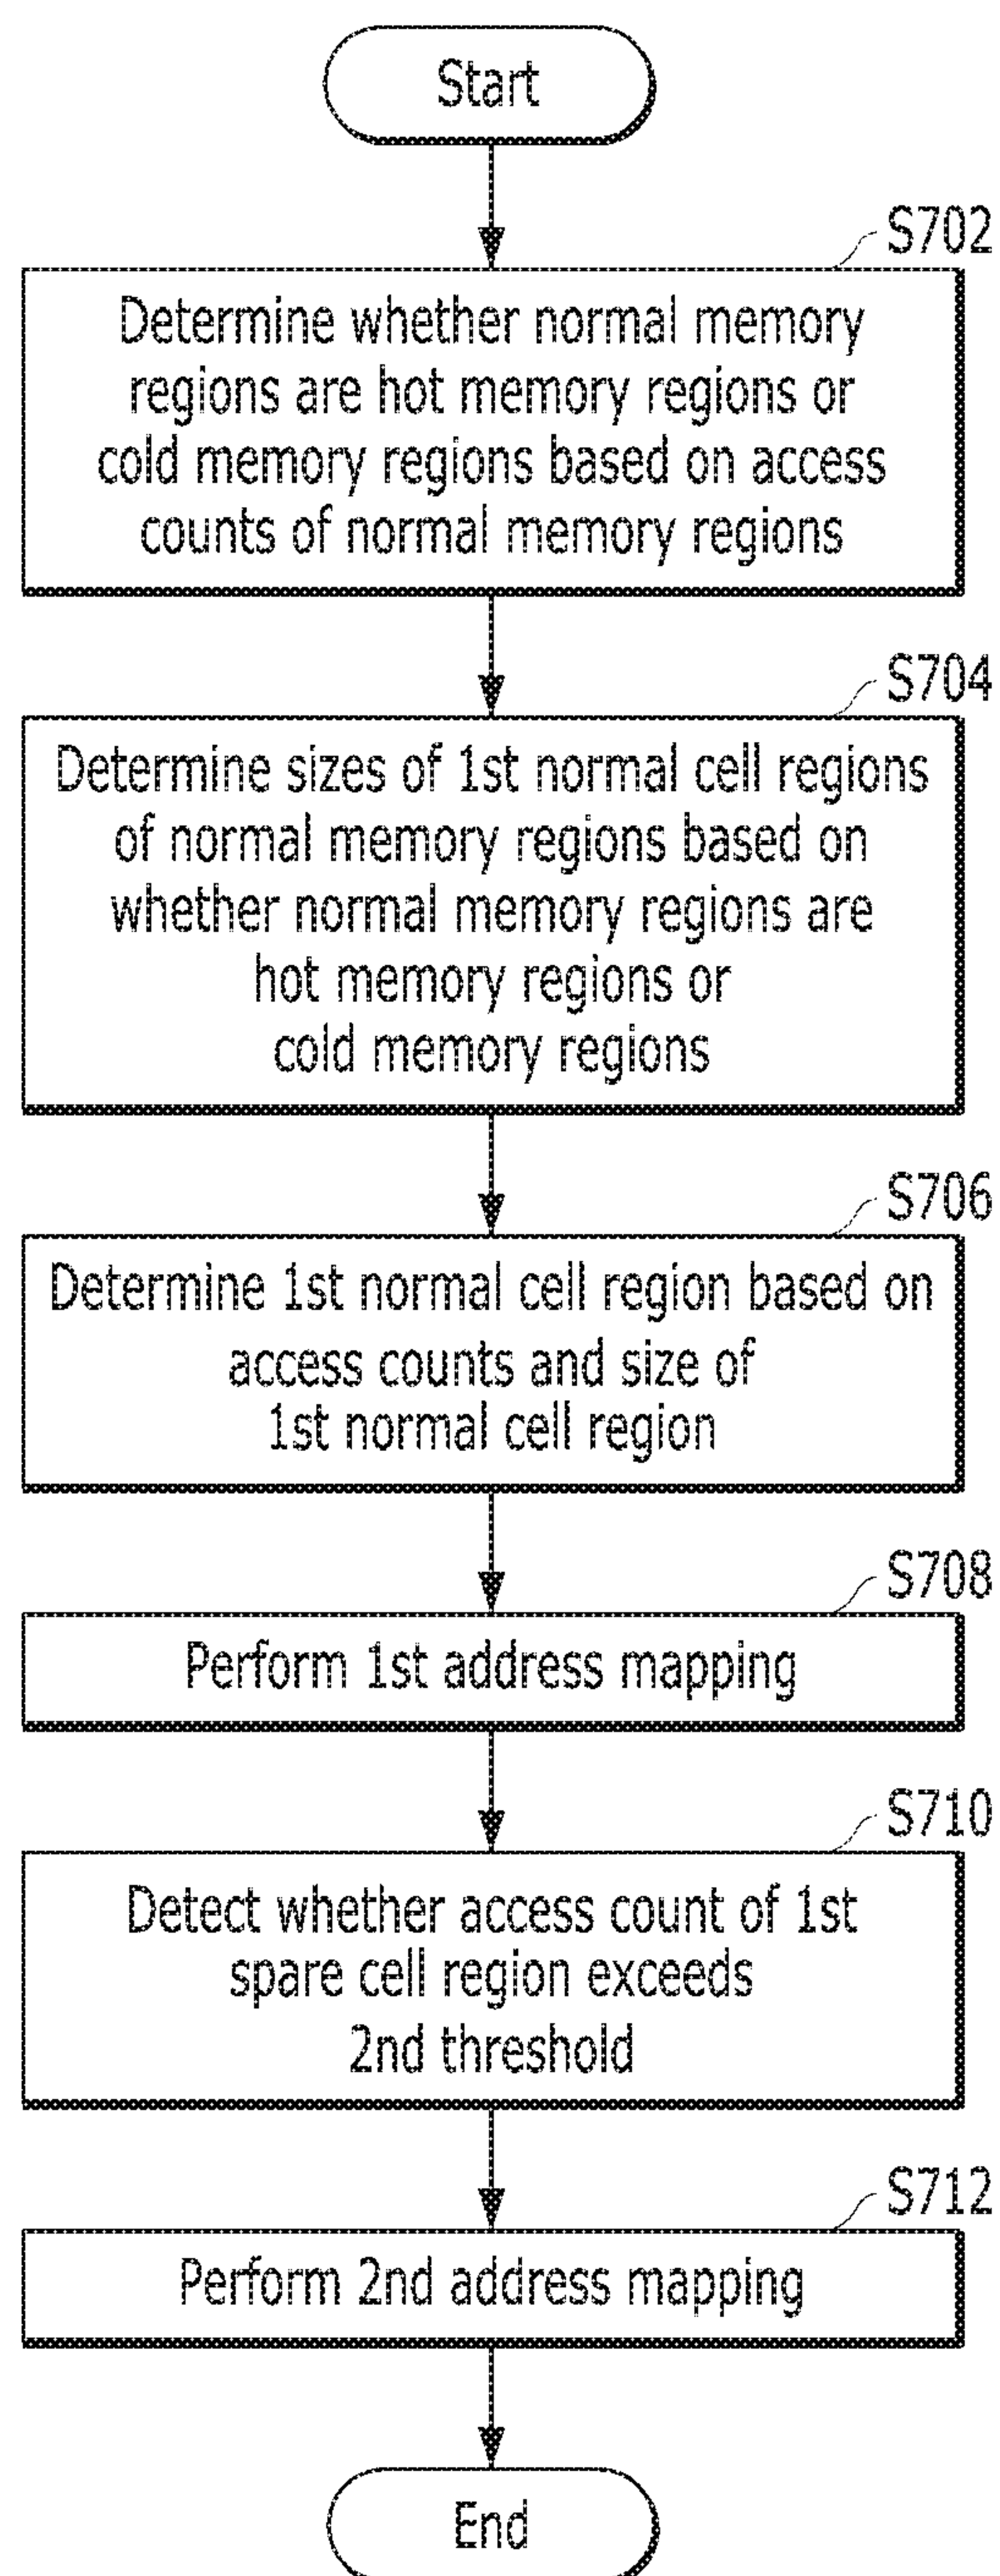 Start
S702
Determine whether normal memory
regions are hot memory regions or
cold memory regions based on access
counts of normal memory regions
S704
Determine sizes of 1st normal cell regions
of normal memory regions based on
whether normal memory regions are
hot memory regions or
cold memory regions
S706
Determine 1st normal cell region based on
access counts and size of
1st normal cell region
S708
Perform 1st address mapping
S710
Detect whether access count of 1st
spare cell region exceeds
2nd threshold
S712
Perform 2nd address mapping
End